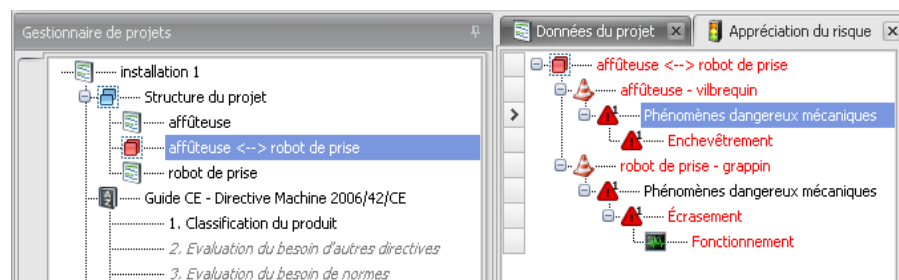 Gestionnaire de projets
installation 1
Structure du projet
affûteuse
affûteuse <--> robot de prise
robot de prise
Guide CE - Directive Machine 2006/42/CE
1. Classification du produit
2. Evaluation du besoin d'autres directives
3. Evaluation du besoin de normes
Données du projet
Appréciation du risque
affûteuse <--> robot de prise
affûteuse - vilbrequin
1 Phénomènes dangereux mécaniques
1 Enchevêtrement
robot de prise - grappin
1 Phénomènes dangereux mécaniques
1 Écrasement
Fonctionnement